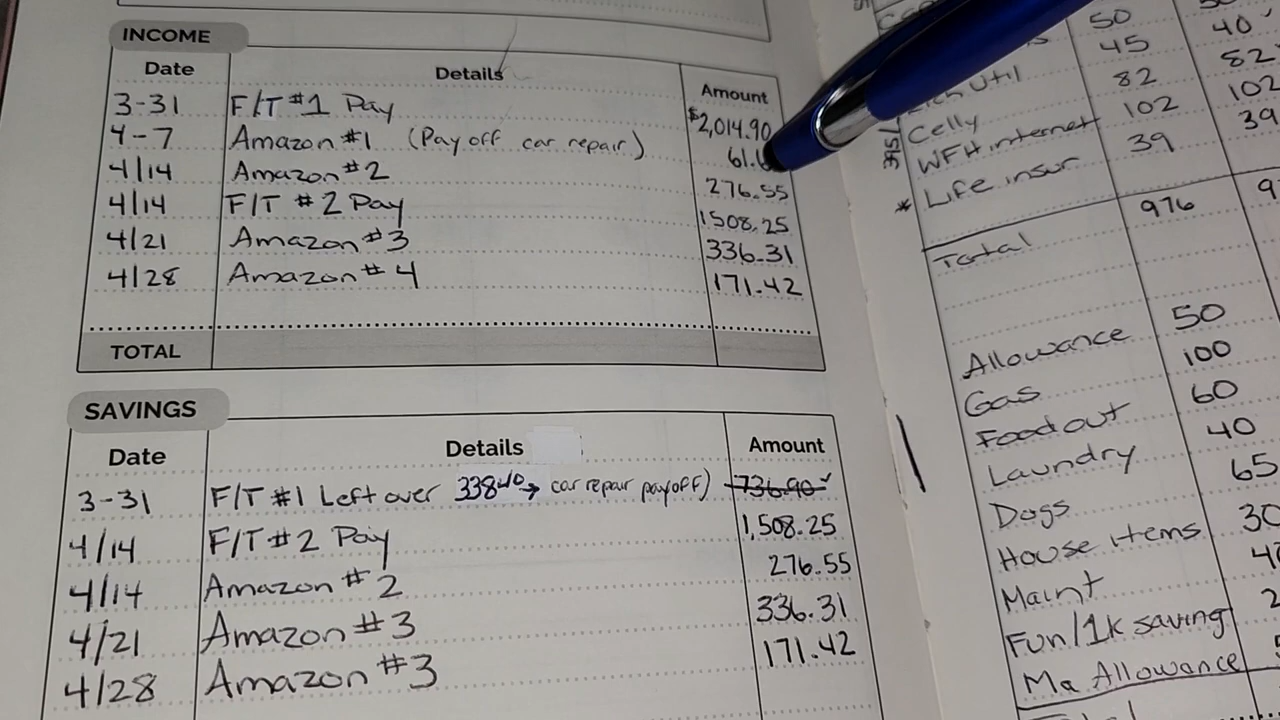 INCOME
Date Details Amount
3-31 F/T #1 Pay $2,014.90
4-7 Amazon #1 (Pay off car repair)
4/14 Amazon #2 276.55
4/14 F/T #2 Pay 1508.25
4/21 Amazon #3 336.31
4/28 Amazon #4 171.42
TOTAL
SAVINGS
Date Details Amount
3-31 F/T #1 Left over → car repair payoff) 736.90
4/14 F/T #2 Pay 1,508.25
4/14 Amazon #2 276.55
4/21 Amazon #3 336.31
4/28 Amazon #3 171.42
50
45 40
Util 82 82
Celly 102 102
WFH internet 39 39
* Life insur
Total 976
Allowance 50
Gas 100
Food out 60
Laundry 40
Dogs 65
House items
Maint
Fun/1k saving
Ma Allowance